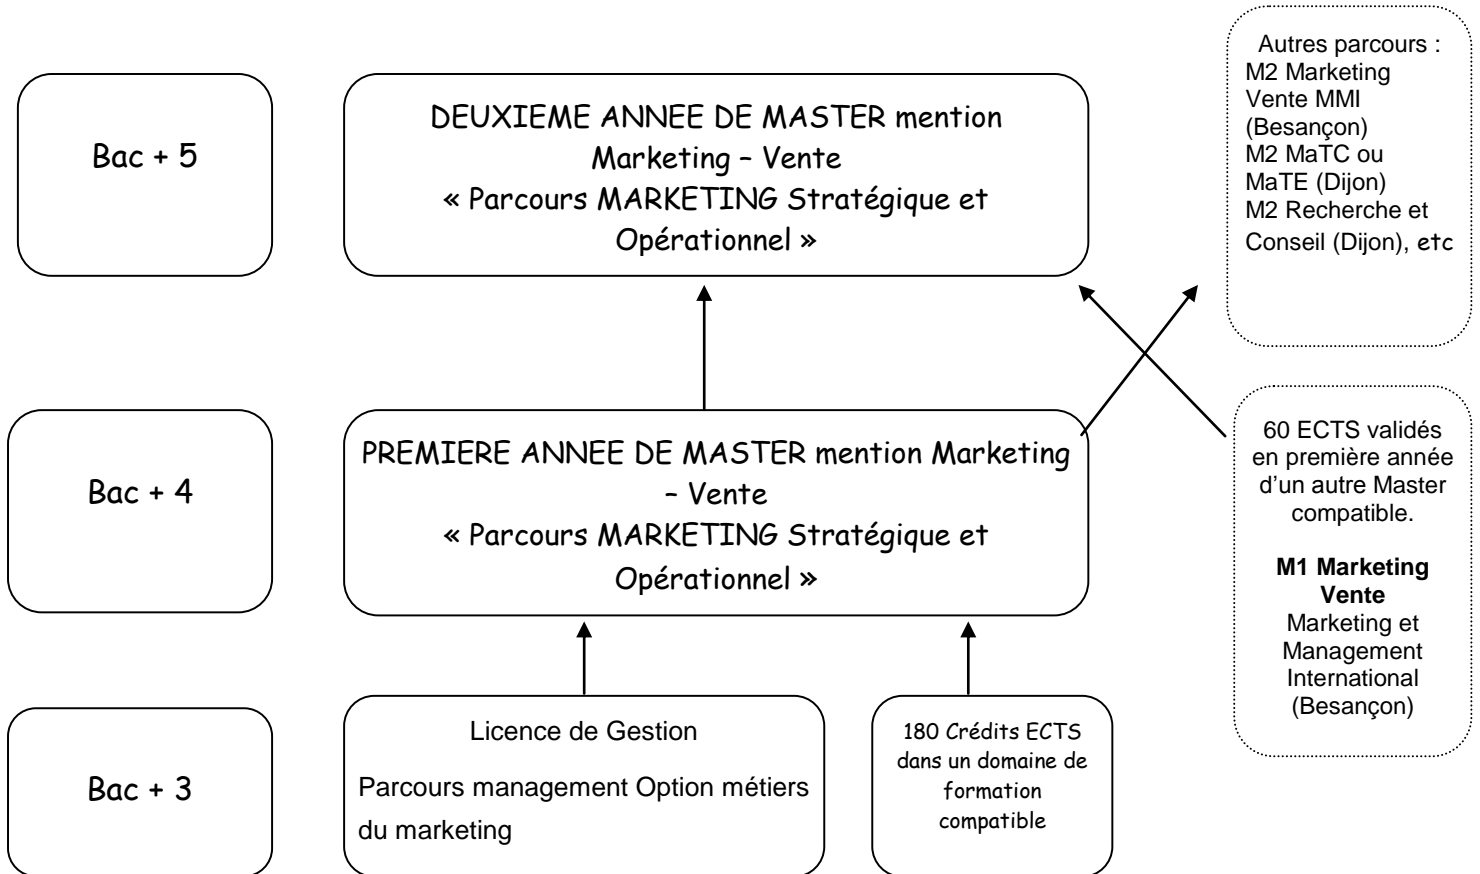 Bac + 5
DEUXIEME ANNEE DE MASTER mention
Marketing – Vente
« Parcours MARKETING Stratégique et
Opérationnel »
Autres parcours :
M2 Marketing
Vente MMI
(Besançon)
M2 MaTC ou
MaTE (Dijon)
M2 Recherche et
Conseil (Dijon), etc
Bac + 4
PREMIERE ANNEE DE MASTER mention Marketing
– Vente
« Parcours MARKETING Stratégique et
Opérationnel »
60 ECTS validés
en première année
d'un autre Master
compatible.
M1 Marketing
Vente
Marketing et
Management
International
(Besançon)
Bac + 3
Licence de Gestion
Parcours management Option métiers
du marketing
180 Crédits ECTS
dans un domaine de
formation
compatible